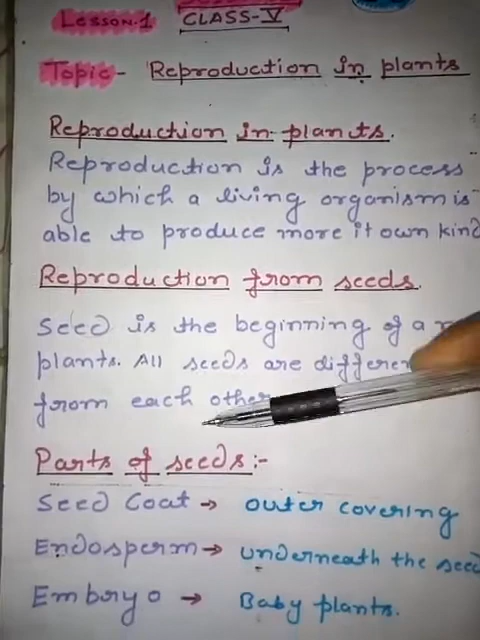 Lesson-1 CLASS-V
Topic- Reproduction in plants
Reproduction in plants.
Reproduction is the process
by which a living organism is
able to produce more it own kind
Reproduction from seeds.
Seed is the beginning of a
plants. All seeds are
from each other
Parts of seeds:-
Seed Coat → outer covering
Endosperm → underneath the seed
Embryo → Baby plants.